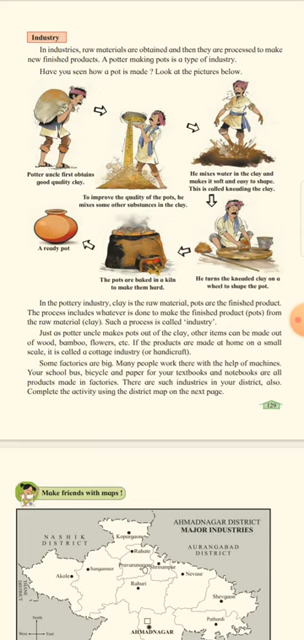 Industry
In industries, raw materials are obtained and then they are processed to make
new finished products. A potter making pots is a type of industry.
Have you seen how a pot is made ? Look at the pictures below.
Potter uncle first obtains
good quality clay.
To improve the quality of the pots, he
mixes some other substances in the clay.
He mixes water in the clay and
makes it soft and easy to shape.
This is called kneading the clay.
A ready pot
The pots are baked in a kiln
to make them hard.
He turns the kneaded clay on a
wheel to shape the pot.
In the pottery industry, clay is the raw material, pots are the finished product.
The process includes whatever is done to make the finished product (pots) from
the raw material (clay). Such a process is called 'industry'.
Just as potter uncle makes pots out of the clay, other items can be made out
of wood, bamboo, flowers, etc. If the products are made at home on a small
scale, it is called a cottage industry (or handicraft).
Some factories are big. Many people work there with the help of machines.
Your school bus, bicycle and paper for your textbooks and notebooks are all
products made in factories. There are such industries in your district, also.
Complete the activity using the district map on the next page.
129
Make friends with maps !
AHMADNAGAR DISTRICT
MAJOR INDUSTRIES
NASHIK
DISTRICT
AURANGABAD
DISTRICT
Kopargaon
Rahata
Sangamner
Akole
Shrirampur
Nevase
Rahuri
Shevgaon
Pathardi
AHMADNAGAR
North
West
East